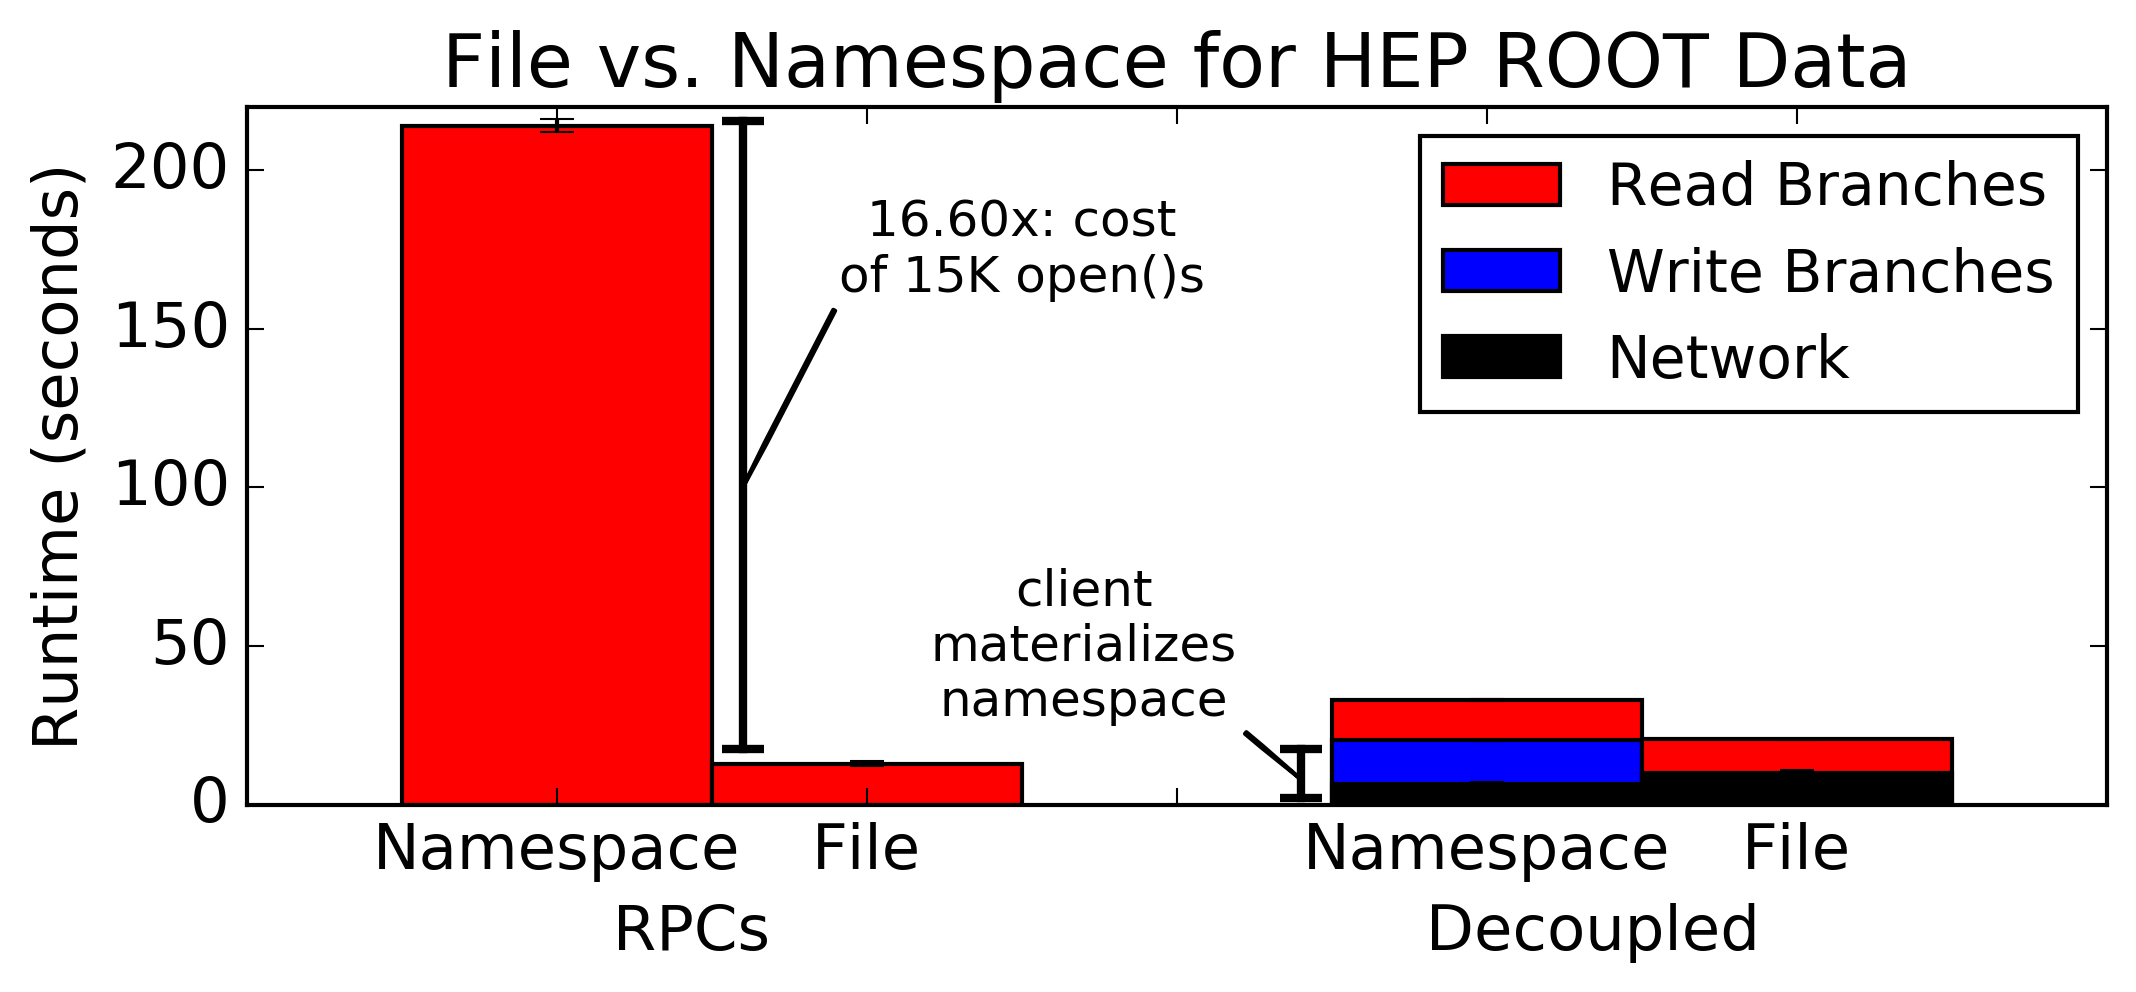 File vs. Namespace for HEP ROOT Data
Runtime (seconds)
200
150
100
50
0
16.60x: cost
of 15K open()s
client
materializes
namespace
Read Branches
Write Branches
Network
Namespace File Namespace File
RPCs Decoupled